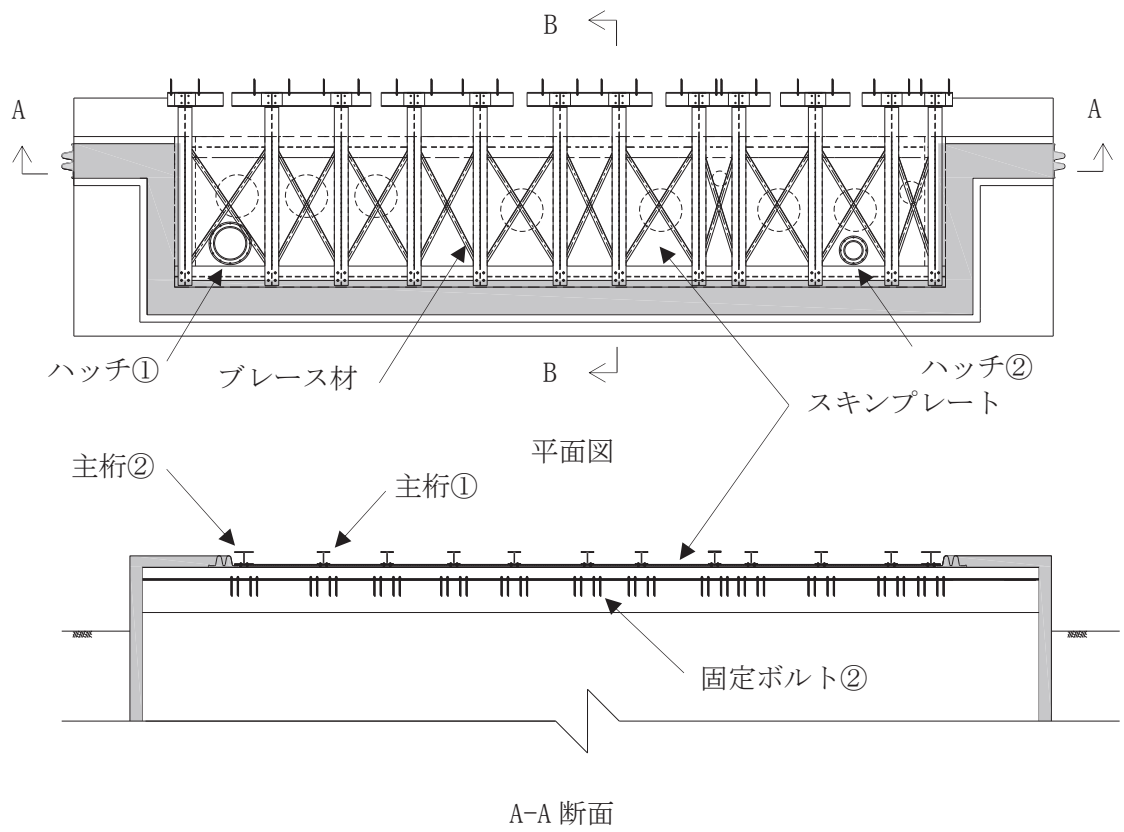 B
A
A
ハッチ①
ブレース材
B
ハッチ②
スキンプレート
平面図
主桁②
主桁①
固定ボルト②
A-A 断面